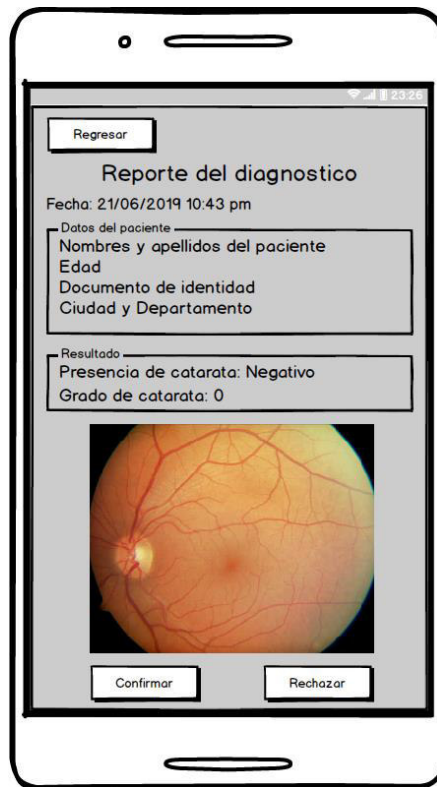 23:26
Regresar
Reporte del diagnostico
Fecha: 21/06/2019 10:43 pm
Datos del paciente
Nombres y apellidos del paciente
Edad
Documento de identidad
Ciudad y Departamento
Resultado
Presencia de catarata: Negativo
Grado de catarata: 0
Confirmar
Rechazar